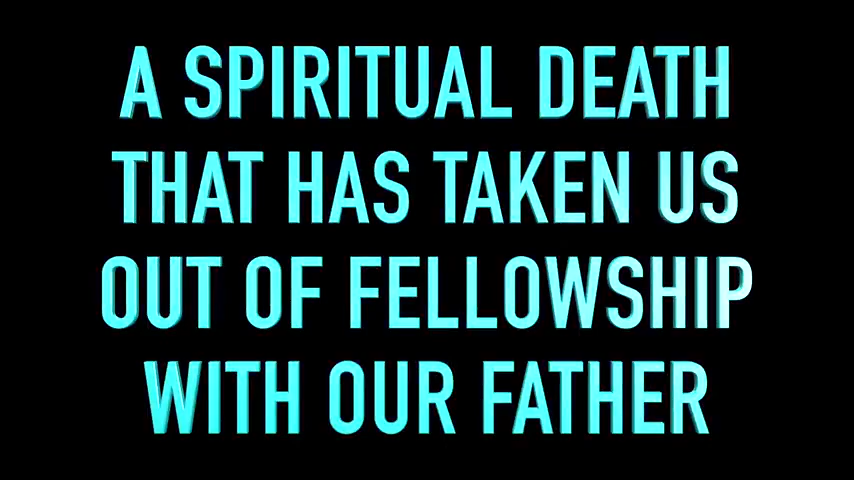 A SPIRITUAL DEATH
THAT HAS TAKEN US
OUT OF FELLOWSHIP
WITH OUR FATHER